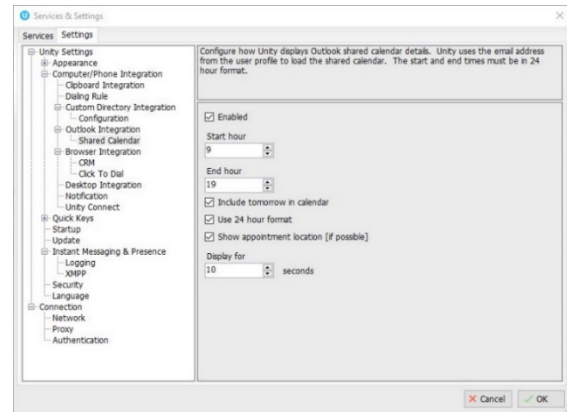 Services & Settings
Services Settings
Unity Settings
Appearance
Computer/Phone Integration
Clipboard Integration
Dialing Rule
Custom Directory Integration
Configuration
Outlook Integration
Shared Calendar
Browser Integration
CRM
Click To Dial
Desktop Integration
Notification
Unity Connect
Quick Keys
Startup
Update
Instant Messaging & Presence
Logging
XMPP
Security
Language
Connection
Network
Proxy
Authentication
Configure how Unity displays Outlook shared calendar details. Unity uses the email address
from the user profile to load the shared calendar. The start and end times must be in 24
hour format.
Enabled
Start hour
9
End hour
19
Include tomorrow in calendar
Use 24 hour format
Show appointment location [if possible]
Display for
10 seconds
Cancel OK